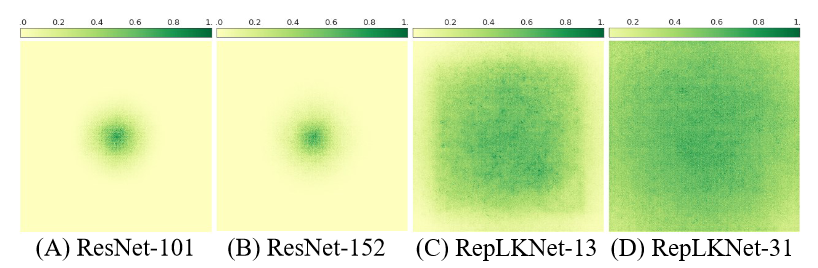 .0 0.2 0.4 0.6 0.8 1. .0 0.2 0.4 0.6 0.8 1. 0.2 0.4 0.6 0.8 1. 0.2 0.4 0.6 0.8 1.
(A) ResNet-101 (B) ResNet-152 (C) RepLKNet-13 (D) RepLKNet-31